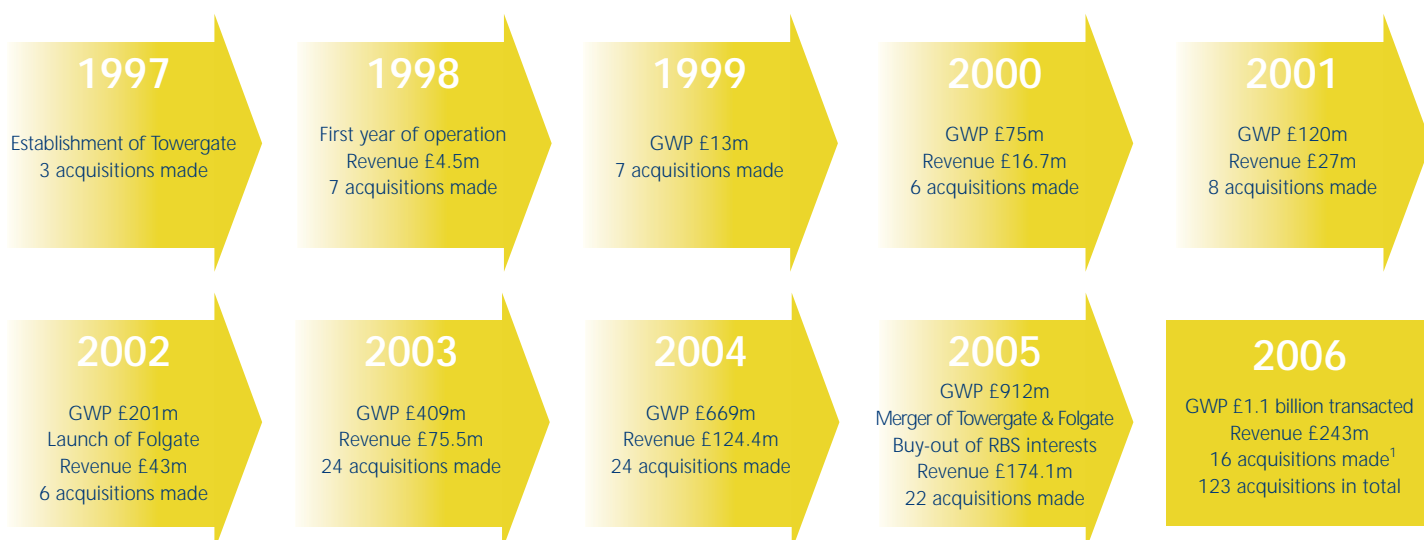 1997
Establishment of Towergate
3 acquisitions made
1998
First year of operation
Revenue £4.5m
7 acquisitions made
1999
GWP £13m
7 acquisitions made
2000
GWP £75m
Revenue £16.7m
6 acquisitions made
2001
GWP £120m
Revenue £27m
8 acquisitions made
2002
GWP £201m
Launch of Folgate
Revenue £43m
6 acquisitions made
2003
GWP £409m
Revenue £75.5m
24 acquisitions made
2004
GWP £669m
Revenue £124.4m
24 acquisitions made
2005
GWP £912m
Merger of Towergate & Folgate
Buy-out of RBS interests
Revenue £174.1m
22 acquisitions made
2006
GWP £1.1 billion transacted
Revenue £243m
16 acquisitions made¹
123 acquisitions in total